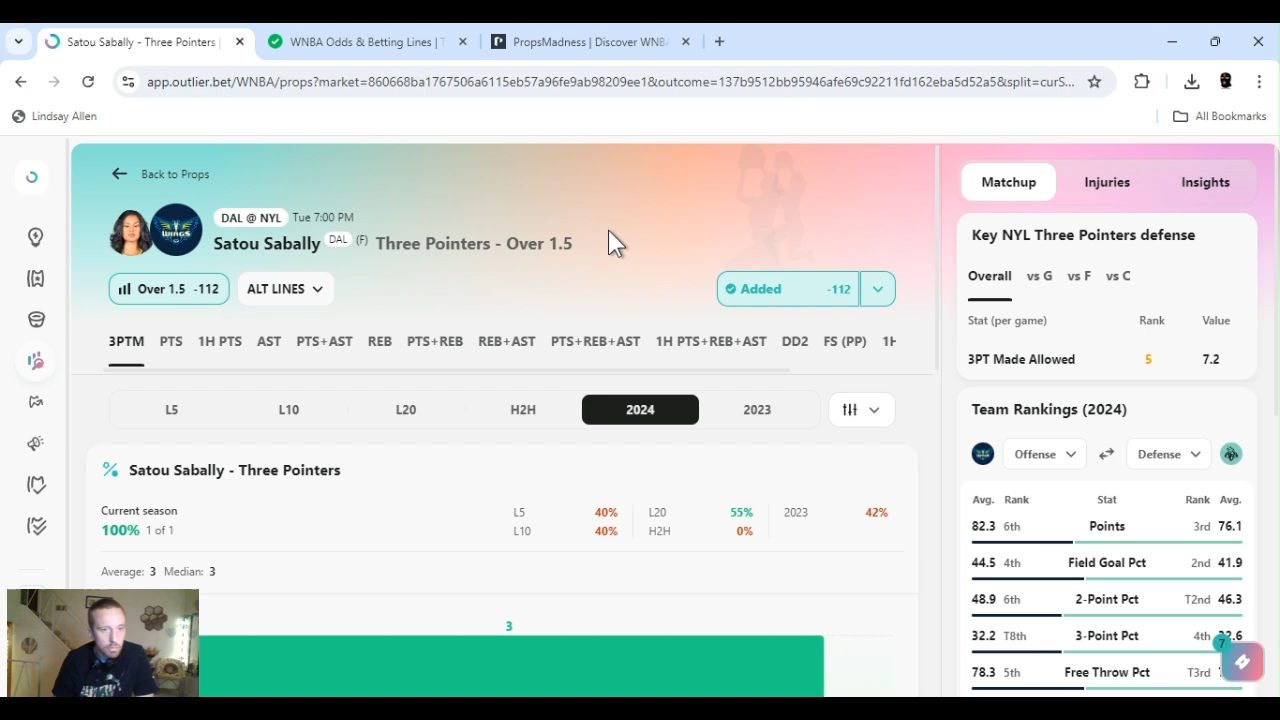 Satou Sabally - Three Pointers |
WNBA Odds & Betting Lines | T
PropsMadness | Discover WNB
app.outlier.bet/WNBA/props?market=860668ba1767506a6115eb57a96fe9ab98209ee1&outcome=137b9512bb95946afe69c92211fd162eba5d52a5&split=curS...
Lindsay Allen
All Bookmarks
Back to Props
DAL @ NYL Tue 7:00 PM
Satou Sabally DAL (F) Three Pointers - Over 1.5
Over 1.5 -112
ALT LINES
Added -112
3PTM PTS 1H PTS AST PTS+AST REB PTS+REB REB+AST PTS+REB+AST 1H PTS+REB+AST DD2 FS (PP) 1H
L5 L10 L20 H2H 2024 2023
Satou Sabally - Three Pointers
Current season
100% 1 of 1
L5 40% L20 55% 2023 42%
L10 40% H2H 0%
Average: 3 Median: 3
3
WINGS
Matchup Injuries Insights
Key NYL Three Pointers defense
Overall vs G vs F vs C
Stat (per game) Rank Value
3PT Made Allowed 5 7.2
Team Rankings (2024)
Offense Defense
Avg. Rank Stat Rank Avg.
82.3 6th Points 3rd 76.1
44.5 4th Field Goal Pct 2nd 41.9
48.9 6th 2-Point Pct T2nd 46.3
32.2 T8th 3-Point Pct 4th
7
78.3 5th Free Throw Pct T3rd